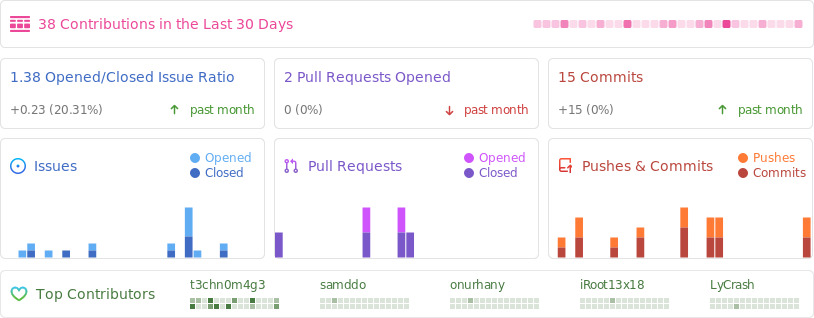 38 Contributions in the Last 30 Days
1.38 Opened/Closed Issue Ratio
+0.23 (20.31%) past month
2 Pull Requests Opened
0 (0%) past month
15 Commits
+15 (0%) past month
Issues
Opened
Closed
Pull Requests
Opened
Closed
Pushes & Commits
Pushes
Commits
Top Contributors
t3chn0m4g3
samddo
onurhany
iRoot13x18
LyCrash